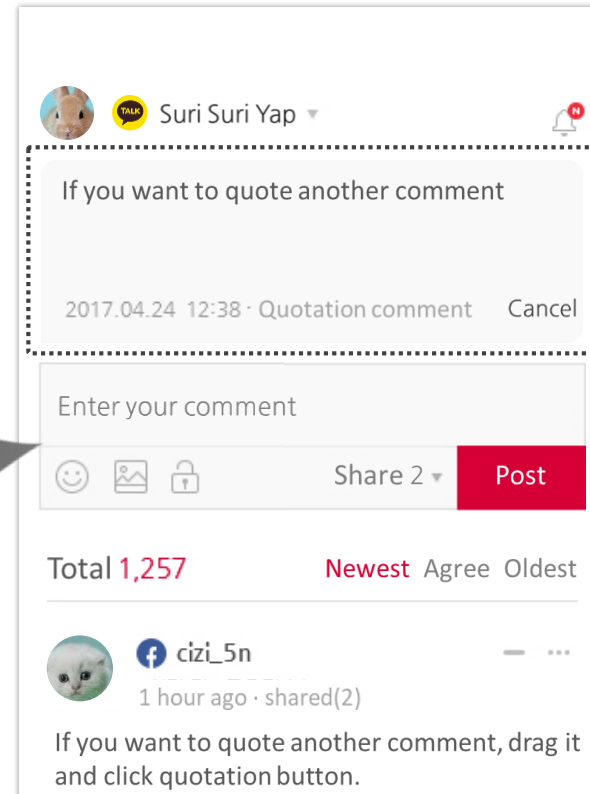 TALK Suri Suri Yap
N
If you want to quote another comment
2017.04.24 12:38 · Quotation comment Cancel
Enter your comment
Share 2 Post
Total 1,257 Newest Agree Oldest
cizi_5n
1 hour ago · shared(2)
If you want to quote another comment, drag it
and click quotation button.